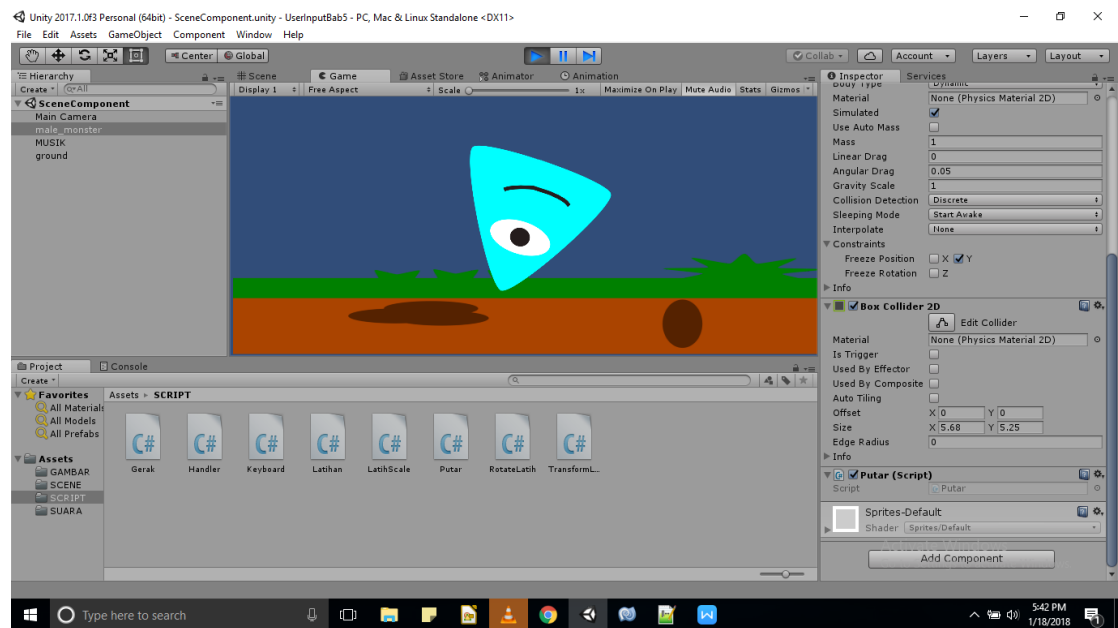 Unity 2017.1.0f3 Personal (64bit) - SceneComponent.unity - UserInputBab5 - PC, Mac & Linux Standalone <DX11>
File Edit Assets GameObject Component Window Help
Center Global Collab Account Layers Layout
Hierarchy
Create All
SceneComponent
Main Camera
male_monster
MUSIK
ground
Scene Game Asset Store Animator Animation
Display 1 Free Aspect Scale 1x Maximize On Play Mute Audio Stats Gizmos
Inspector Services
Body Type Dynamic
Material None (Physics Material 2D)
Simulated
Use Auto Mass
Mass 1
Linear Drag 0
Angular Drag 0.05
Gravity Scale 1
Collision Detection Discrete
Sleeping Mode Start Awake
Interpolate None
Constraints
Freeze Position X Y
Freeze Rotation Z
Info
Box Collider 2D
Edit Collider
Material None (Physics Material 2D)
Is Trigger
Used By Effector
Used By Composite
Auto Tiling
Offset X 0 Y 0
Size X 5.68 Y 5.25
Edge Radius 0
Info
Putar (Script)
Script Putar
Sprites-Default
Shader Sprites/Default
Add Component
Project Console
Create
Favorites
All Materials
All Models
All Prefabs
Assets
GAMBAR
SCENE
SCRIPT
SUARA
Assets SCRIPT
C# C# C# C# C# C# C# C#
Gerak Handler Keyboard Latihan LatihScale Putar RotateLatih TransformL...
Type here to search
5:42 PM
1/18/2018
1